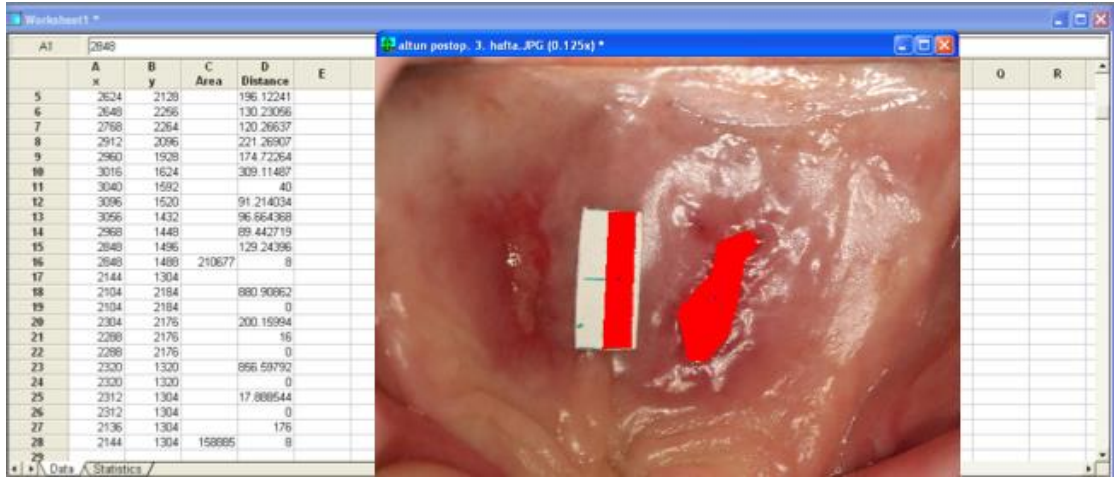 Worksheet1 *
A1 2848
altun postop. 3. hafta.JPG (0.125x) *
A B C D E Q R
x y Area Distance
5 2624 2128 196.12241
6 2648 2256 130.23056
7 2768 2264 120.26637
8 2912 2096 221.26907
9 2960 1928 174.72264
10 3016 1624 309.11487
11 3040 1592 40
12 3096 1520 91.214034
13 3056 1432 96.664368
14 2968 1448 89.442719
15 2848 1496 129.24396
16 2848 1488 210677 8
17 2144 1304
18 2104 2184 880.90862
19 2104 2184 0
20 2304 2176 200.15994
21 2288 2176 16
22 2288 2176 0
23 2320 1320 856.59792
24 2320 1320 0
25 2312 1304 17.888544
26 2312 1304 0
27 2136 1304 176
28 2144 1304 158885 8
29
Data Statistics